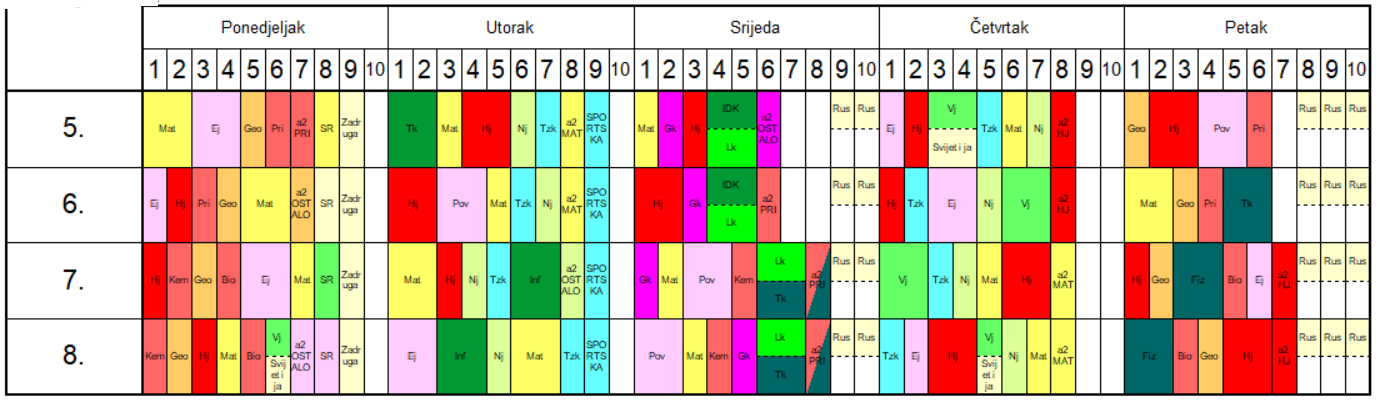 Ponedjeljak Utorak Srijeda Četvrtak Petak
1 2 3 4 5 6 7 8 9 10 1 2 3 4 5 6 7 8 9 10 1 2 3 4 5 6 7 8 9 10 1 2 3 4 5 6 7 8 9 10 1 2 3 4 5 6 7 8 9 10
5. Mat Ej Geo Pri a2 PRI SR Zadr uga Tk Mat Hj Nj Tzk a2 MAT SPO RTS KA Mat Gk Hj IDK Lk a2 OST ALO Rus Rus Ej Hj Vj Svijet i ja Tzk Mat Nj a2 HJ Geo Hj Pov Pri Rus Rus Rus
6. Ej Hj Pri Geo Mat a2 OST ALO SR Zadr uga Hj Pov Mat Tzk Nj a2 MAT SPO RTS KA Hj Gk IDK Lk a2 PRI Rus Rus Hj Tzk Ej Nj Vj a2 HJ Mat Geo Pri Tk Rus Rus Rus
7. Hj Kem Geo Bio Ej Mat SR Zadr uga Mat Hj Nj Tzk Inf a2 OST ALO SPO RTS KA Gk Mat Pov Kem Lk Tk a2 PRI Rus Rus Vj Tzk Nj Mat Hj a2 MAT Hj Geo Fiz Bio Ej a2 HJ Rus Rus Rus
8. Kem Geo Hj Mat Bio Vj Svij et i ja a2 OST ALO SR Zadr uga Ej Inf Nj Mat Tzk SPO RTS KA Pov Mat Kem Gk Lk Tk a2 PRI Rus Rus Tzk Ej Hj Vj Svij et i ja Nj Mat a2 MAT Fiz Bio Geo Hj a2 HJ Rus Rus Rus